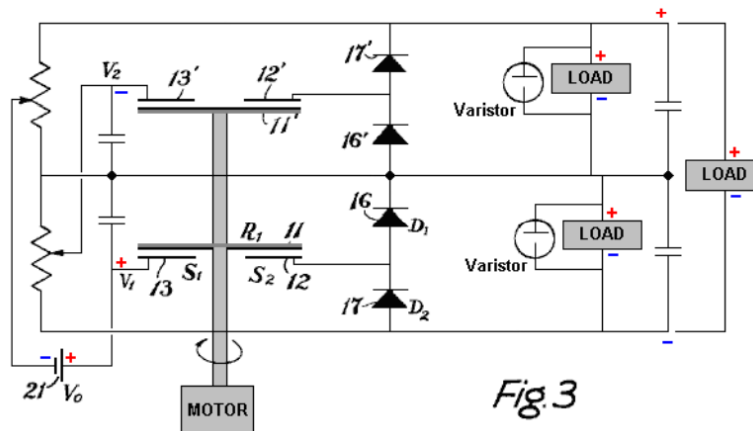 +
17'
V2
13'
12'
+
LOAD
−
−
11'
Varistor
16'
+
LOAD
−
16
D1
R1
11
+
LOAD
−
+
V1
13
S1
S2
12
Varistor
17
D2
−
− +
21
V0
MOTOR
Fig. 3